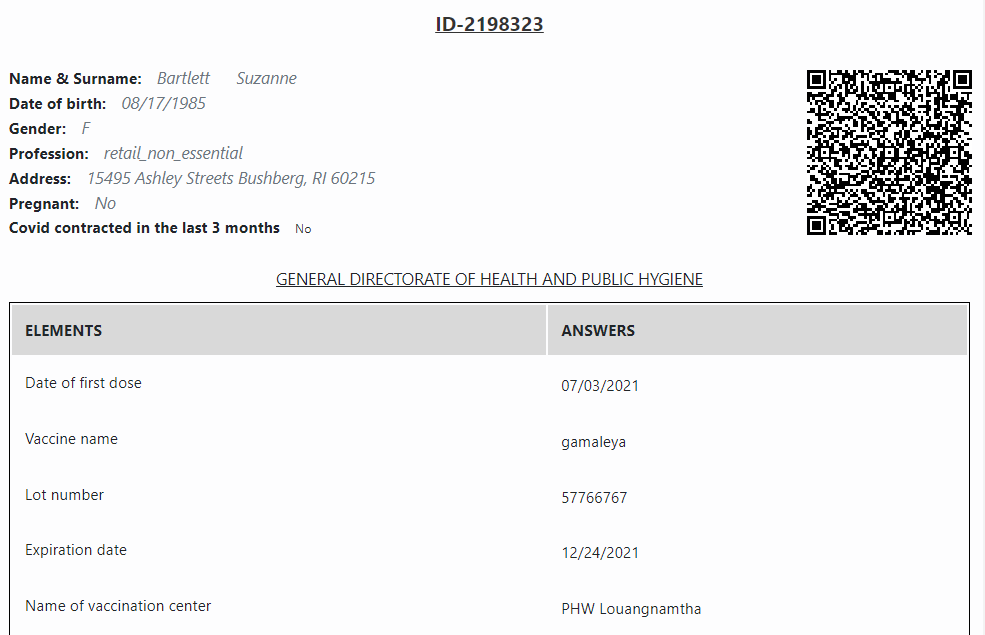 ID-2198323
Name & Surname: Bartlett Suzanne
Date of birth: 08/17/1985
Gender: F
Profession: retail_non_essential
Address: 15495 Ashley Streets Bushberg, RI 60215
Pregnant: No
Covid contracted in the last 3 months No
GENERAL DIRECTORATE OF HEALTH AND PUBLIC HYGIENE
ELEMENTS ANSWERS
Date of first dose 07/03/2021
Vaccine name gamaleya
Lot number 57766767
Expiration date 12/24/2021
Name of vaccination center PHW Louangnamtha